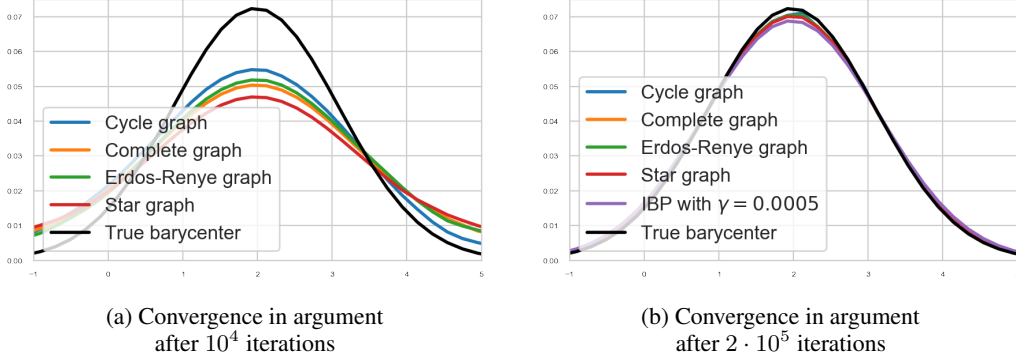 0.07
0.06
0.05
0.04
0.03
0.02
0.01
0.00
-1 0 1 2 3 4 5
Cycle graph
Complete graph
Erdos-Renye graph
Star graph
True barycenter
(a) Convergence in argument
after 10⁴ iterations
0.07
0.06
0.05
0.04
0.03
0.02
0.01
0.00
-1 0 1 2 3 4
Cycle graph
Complete graph
Erdos-Renye graph
Star graph
IBP with γ = 0.0005
True barycenter
(b) Convergence in argument
after 2 · 10⁵ iterations